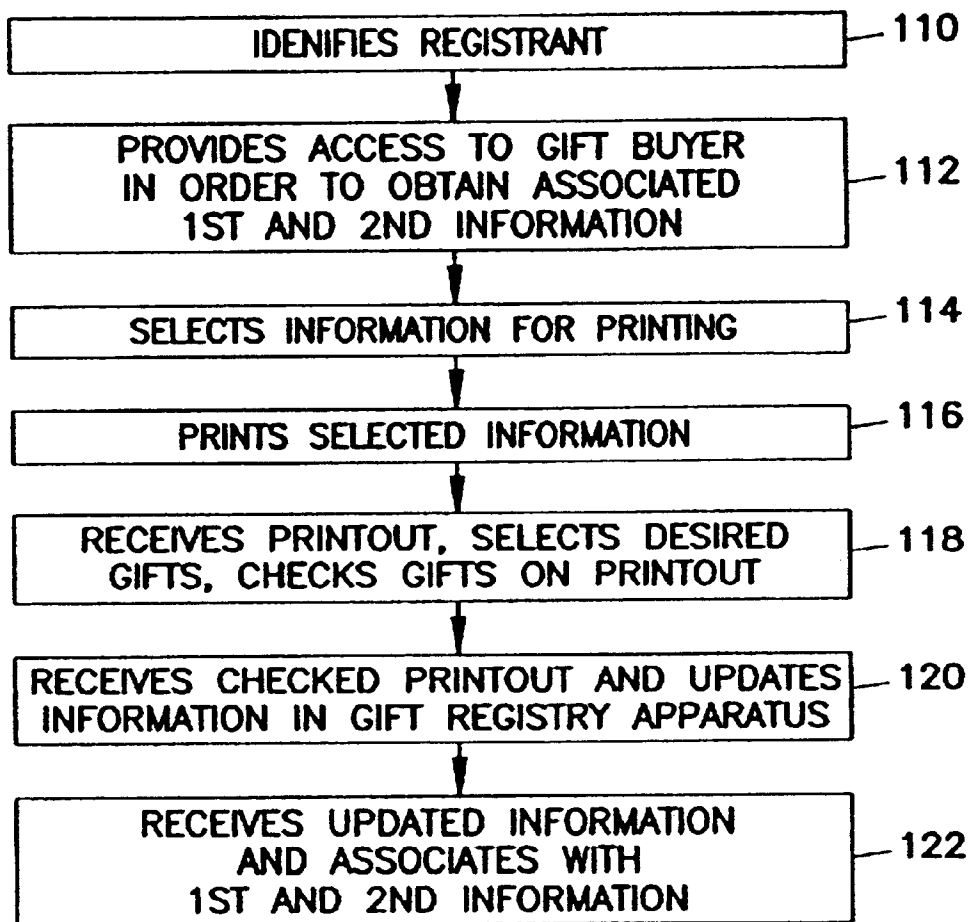 IDENIFIES REGISTRANT
110
PROVIDES ACCESS TO GIFT BUYER
IN ORDER TO OBTAIN ASSOCIATED
1ST AND 2ND INFORMATION
112
SELECTS INFORMATION FOR PRINTING
114
PRINTS SELECTED INFORMATION
116
RECEIVES PRINTOUT, SELECTS DESIRED
GIFTS, CHECKS GIFTS ON PRINTOUT
118
RECEIVES CHECKED PRINTOUT AND UPDATES
INFORMATION IN GIFT REGISTRY APPARATUS
120
RECEIVES UPDATED INFORMATION
AND ASSOCIATES WITH
1ST AND 2ND INFORMATION
122